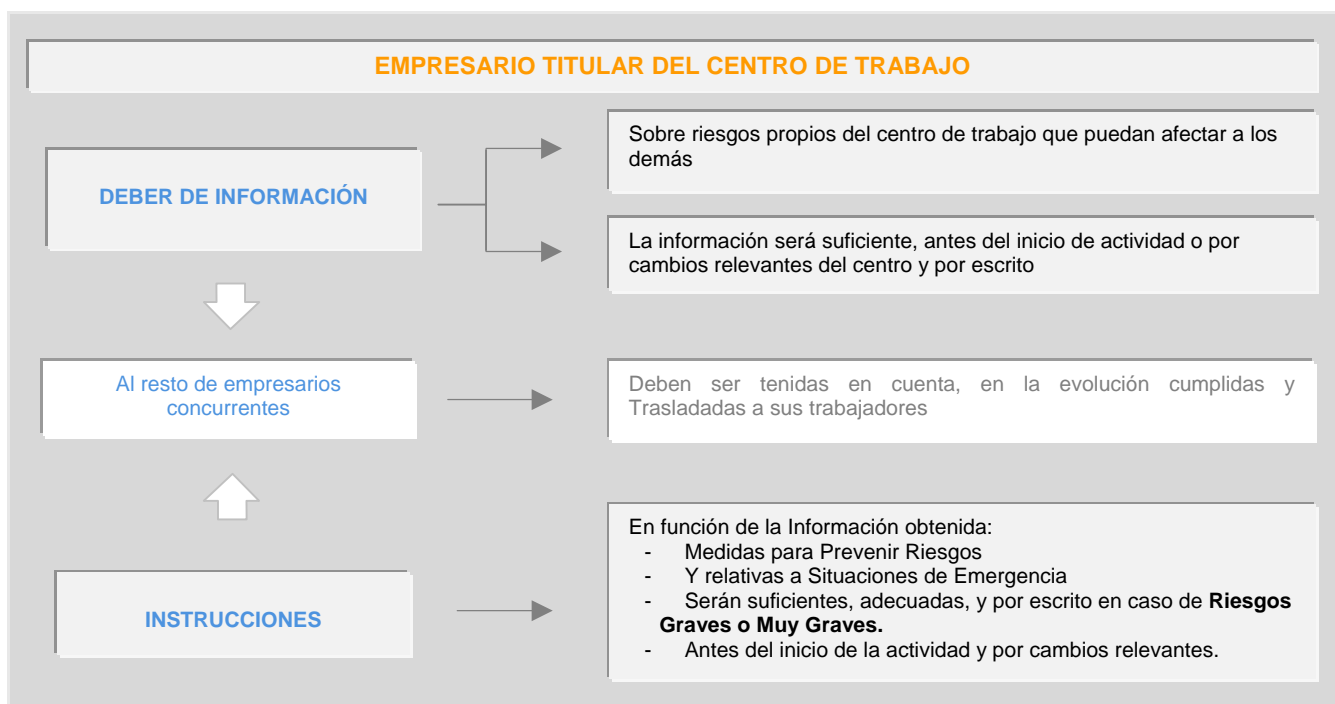 EMPRESARIO TITULAR DEL CENTRO DE TRABAJO
DEBER DE INFORMACIÓN
Sobre riesgos propios del centro de trabajo que puedan afectar a los
demás
La información será suficiente, antes del inicio de actividad o por
cambios relevantes del centro y por escrito
Al resto de empresarios
concurrentes
Deben ser tenidas en cuenta, en la evolución cumplidas y
Trasladadas a sus trabajadores
INSTRUCCIONES
En función de la Información obtenida:
- Medidas para Prevenir Riesgos
- Y relativas a Situaciones de Emergencia
- Serán suficientes, adecuadas, y por escrito en caso de Riesgos
Graves o Muy Graves.
- Antes del inicio de la actividad y por cambios relevantes.